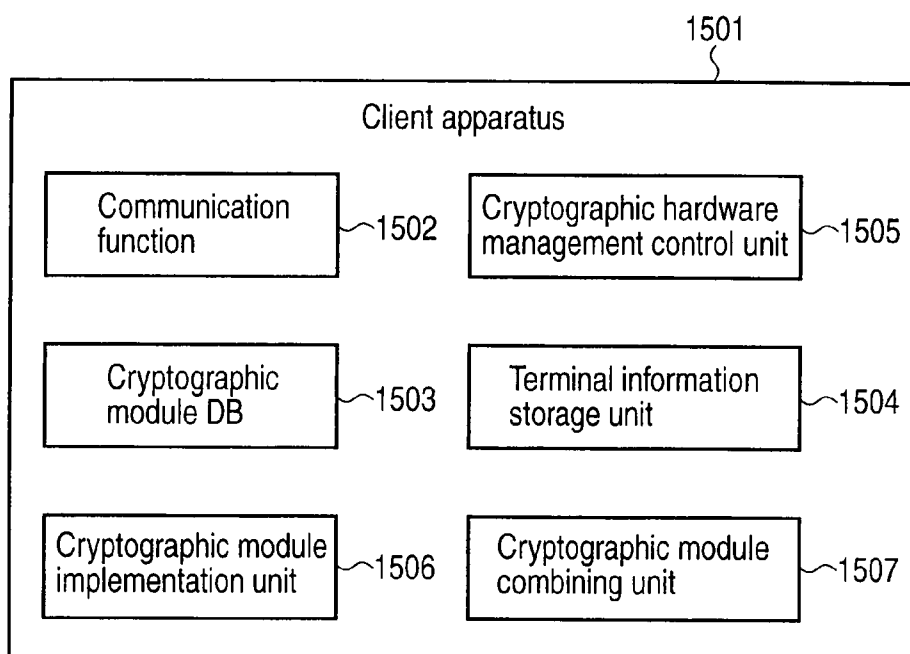 1501
Client apparatus
Communication
function
1502
Cryptographic hardware
management control unit
1505
Cryptographic
module DB
1503
Terminal information
storage unit
1504
Cryptographic module
implementation unit
1506
Cryptographic module
combining unit
1507